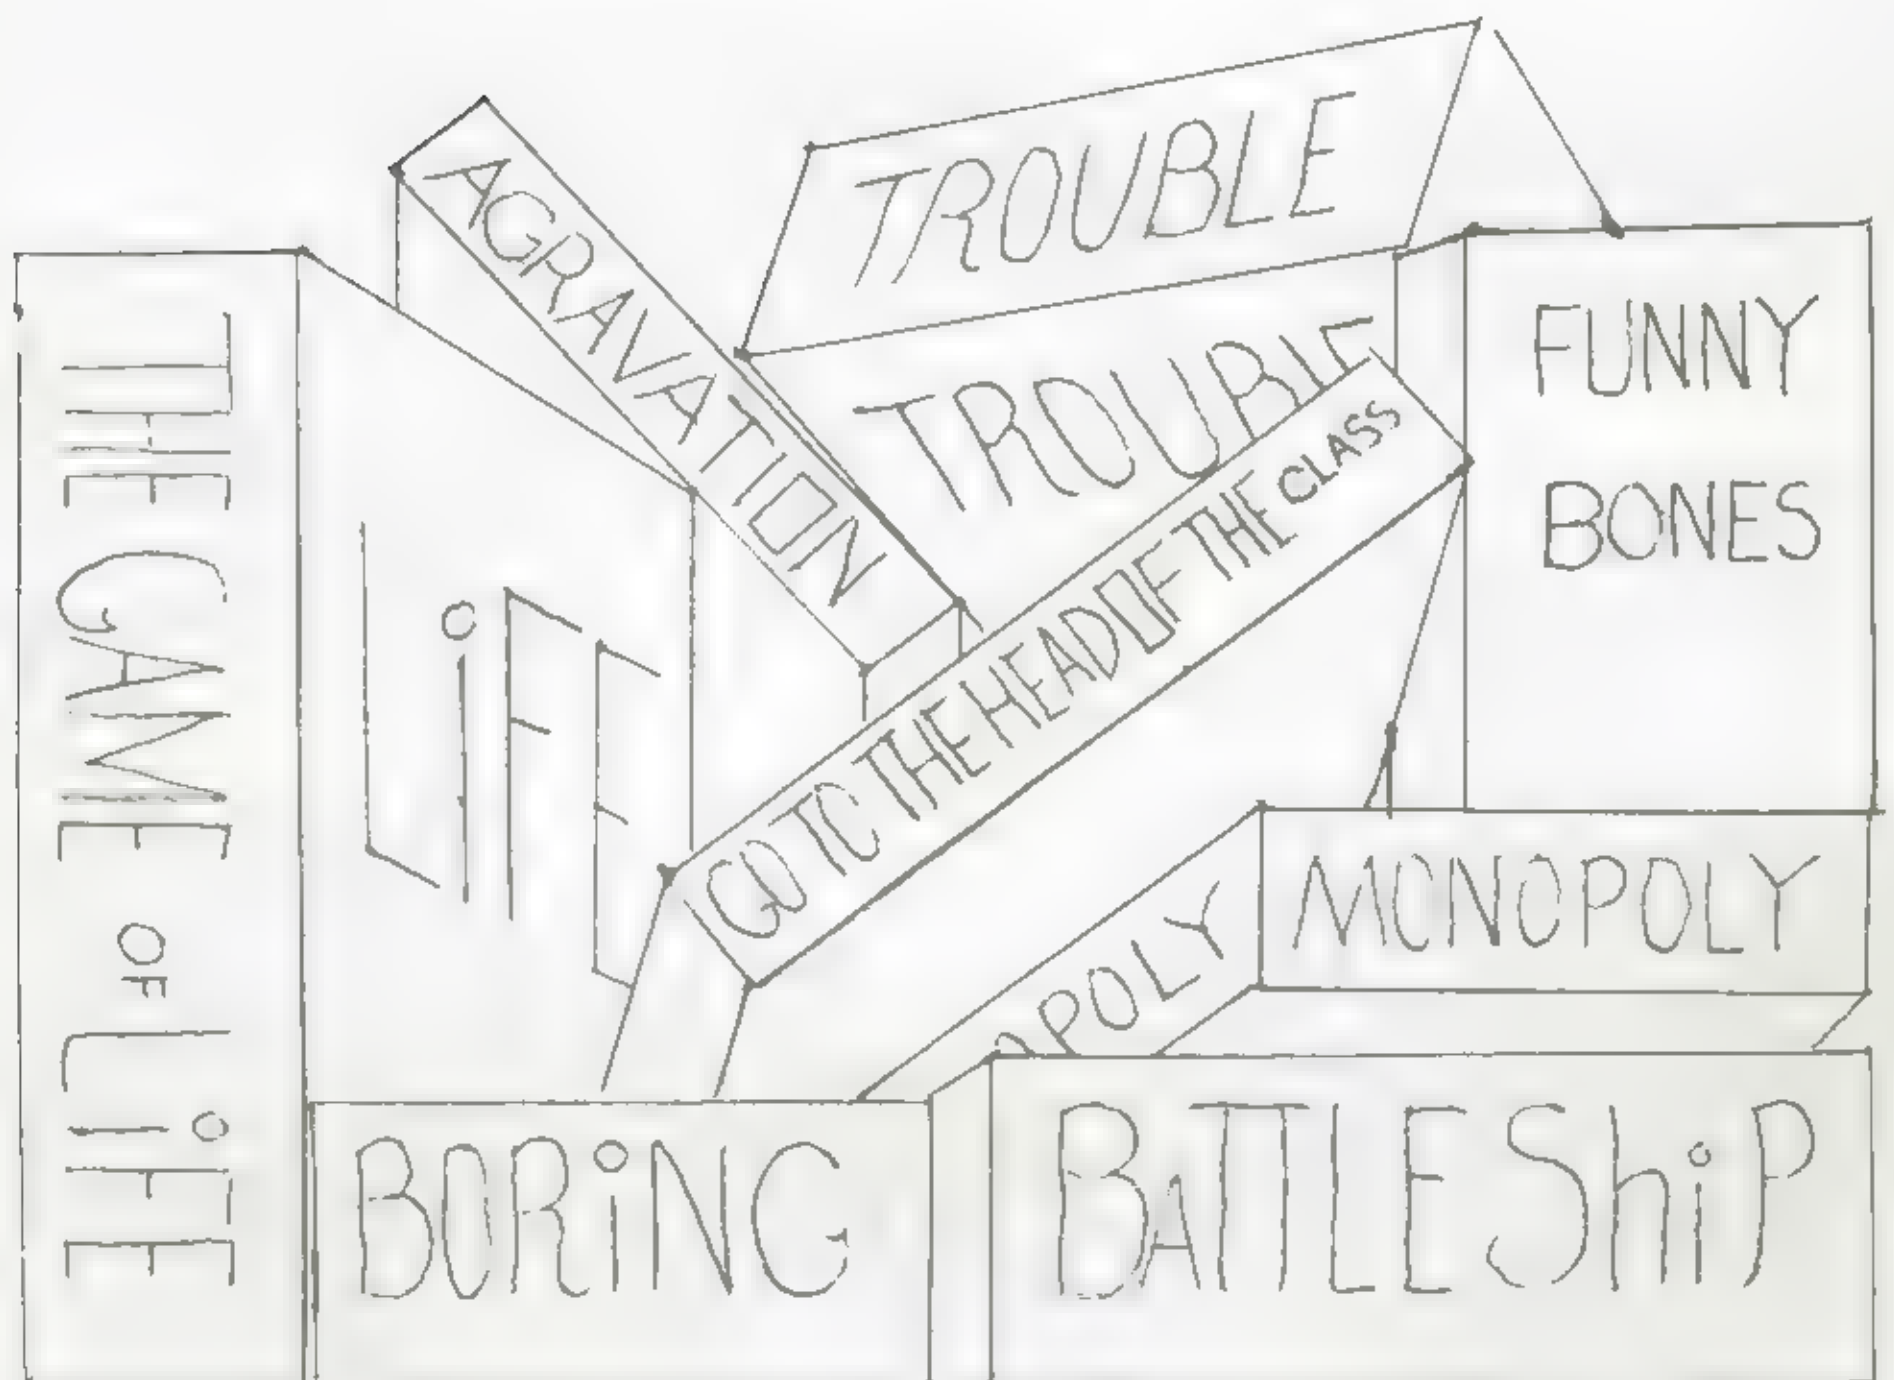 THE GAME OF LiFE
LiFE
AGRAVATION
TROUBLE
TROUBLE
GO TO THE HEAD OF THE CLASS
FUNNY
BONES
OPOLY
MONOPOLY
BORiNG
BATTLEShiP